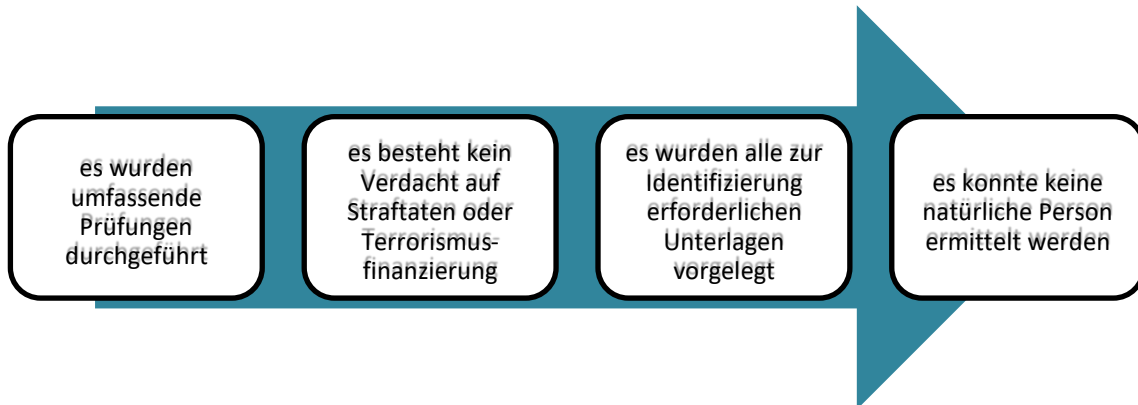 es wurden
umfassende
Prüfungen
durchgeführt
es besteht kein
Verdacht auf
Straftaten oder
Terrorismus-
finanzierung
es wurden alle zur
Identifizierung
erforderlichen
Unterlagen
vorgelegt
es konnte keine
natürliche Person
ermittelt werden